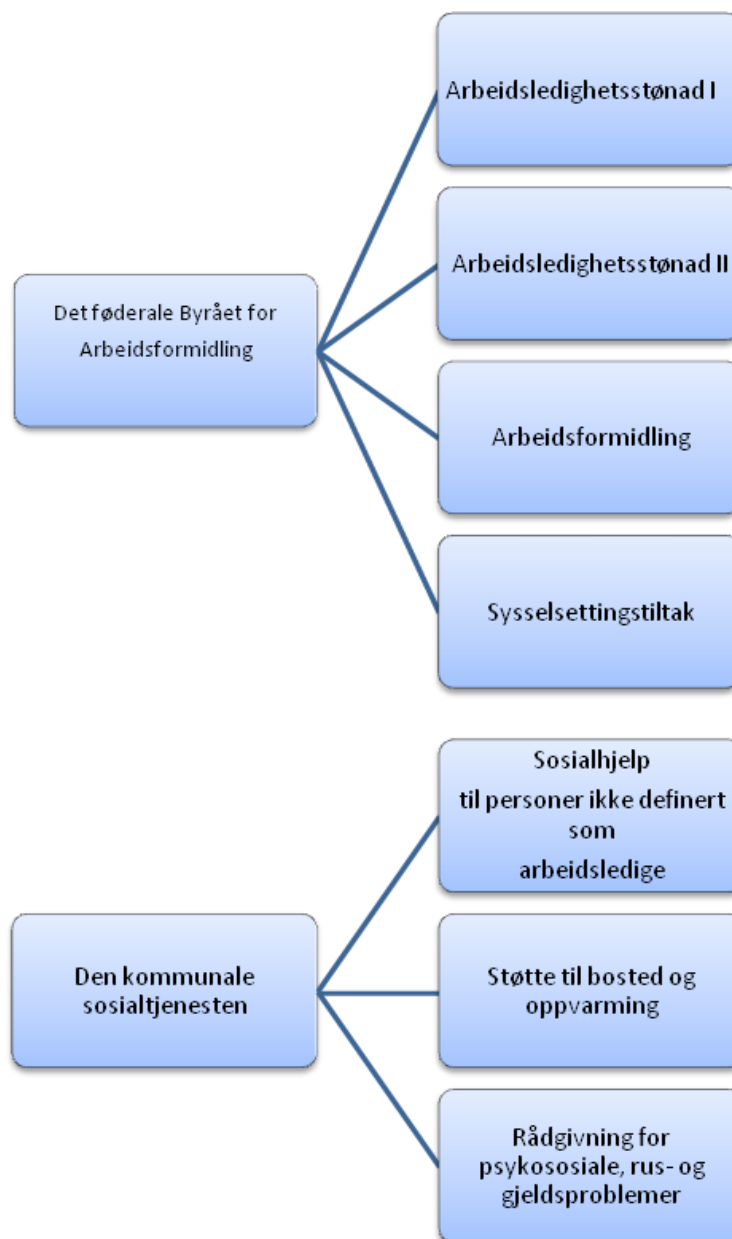 Det føderale Byrået for
Arbeidsformidling
Arbeidsledighetsstønad I
Arbeidsledighetsstønad II
Arbeidsformidling
Sysselsettingstiltak
Den kommunale
sosialtjenesten
Sosialhjelp
til personer ikke definert
som
arbeidsledige
Støtte til bosted og
oppvarming
Rådgivning for
psykososiale, rus- og
gjeldsproblemer